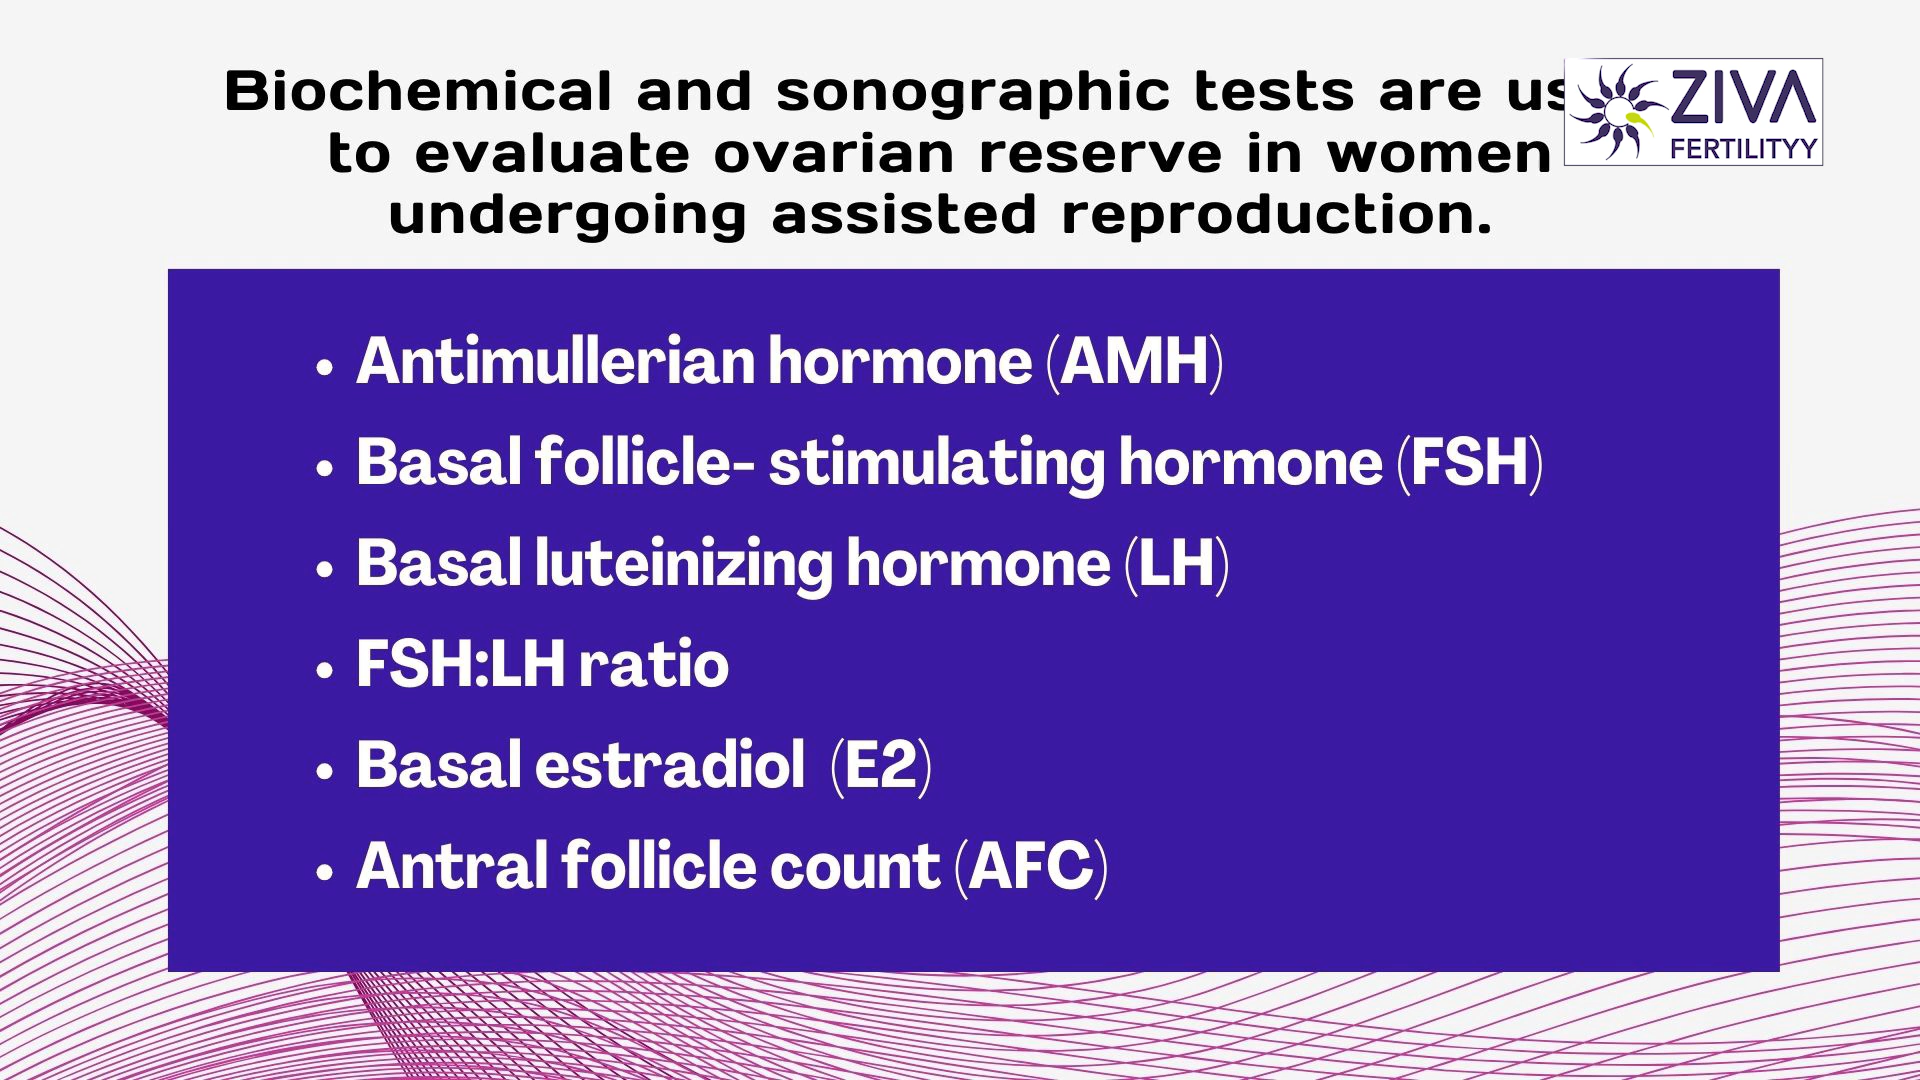 Biochemical and sonographic tests are us
to evaluate ovarian reserve in women
undergoing assisted reproduction.
ZIVA
FERTILITYY
• Antimullerian hormone (AMH)
• Basal follicle- stimulating hormone (FSH)
• Basal luteinizing hormone (LH)
• FSH:LH ratio
• Basal estradiol (E2)
• Antral follicle count (AFC)